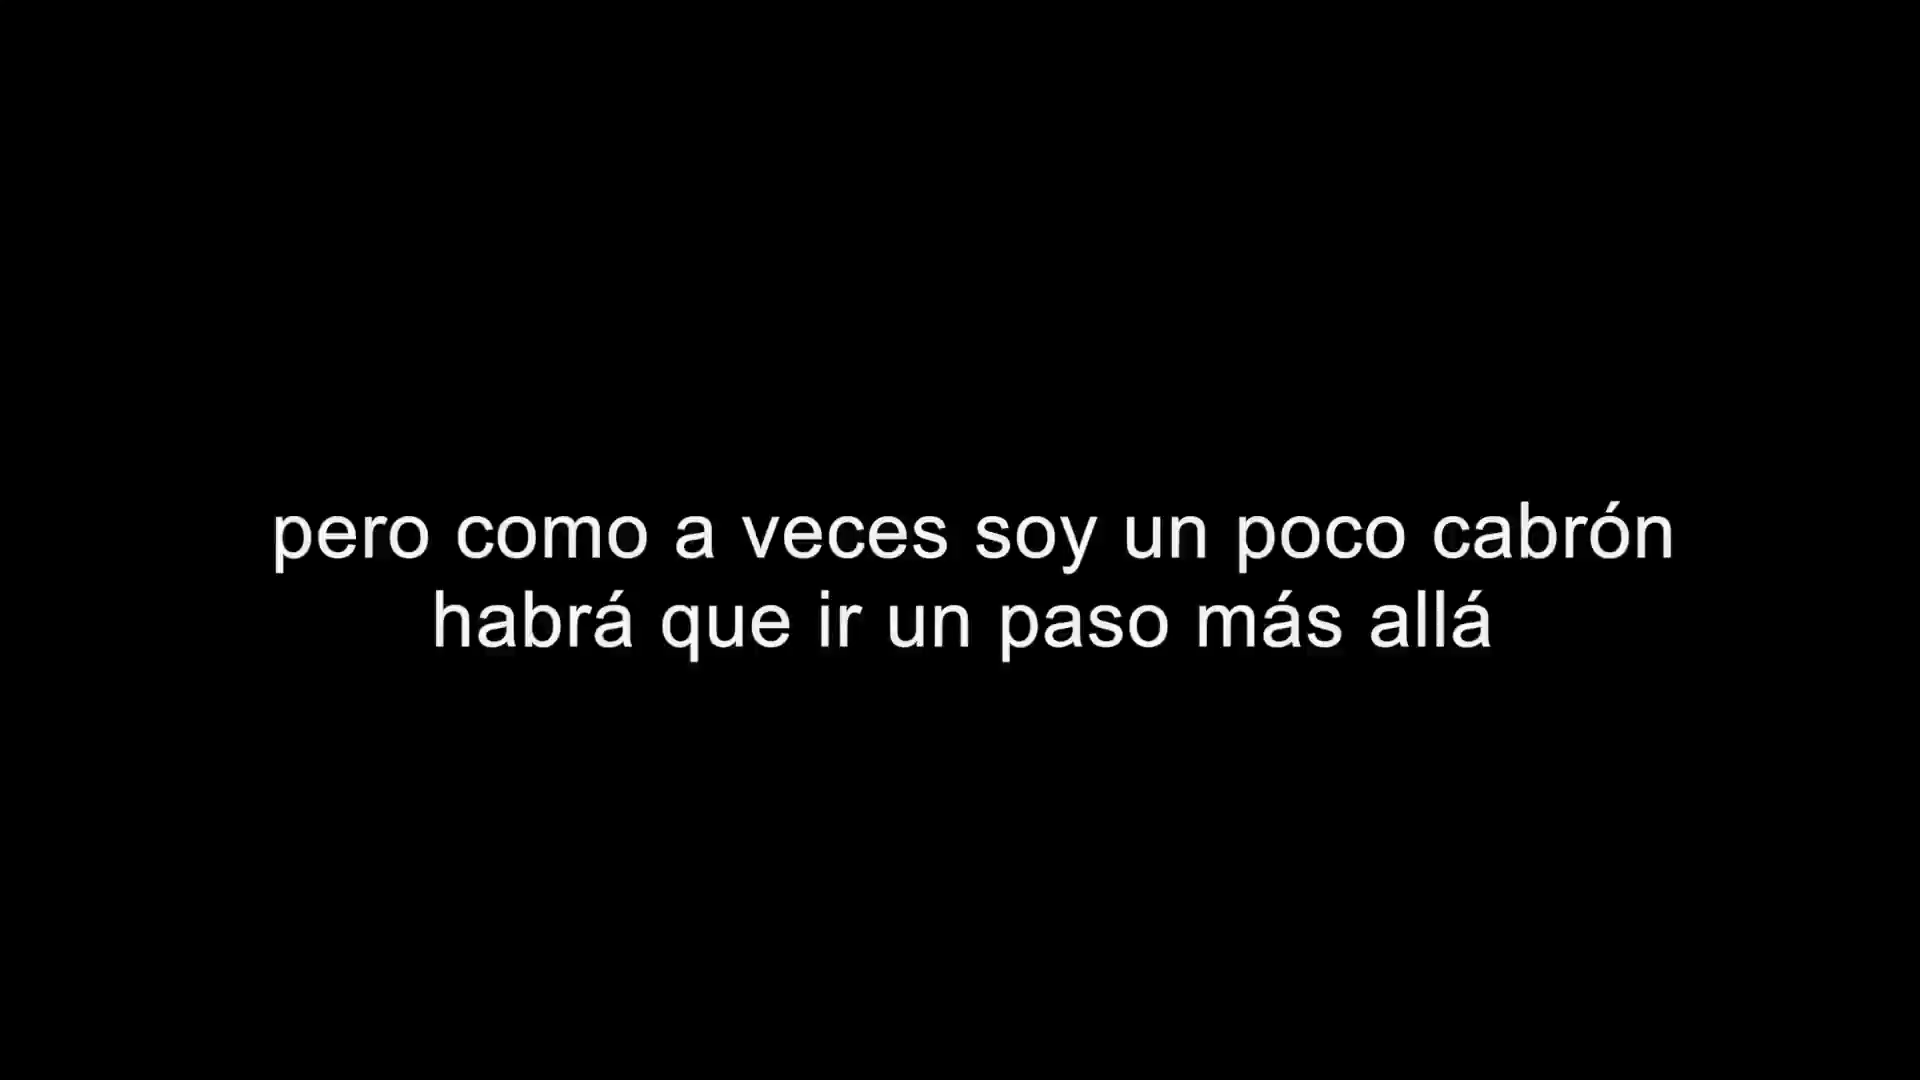 pero como a veces soy un poco cabrón
habrá que ir un paso más allá